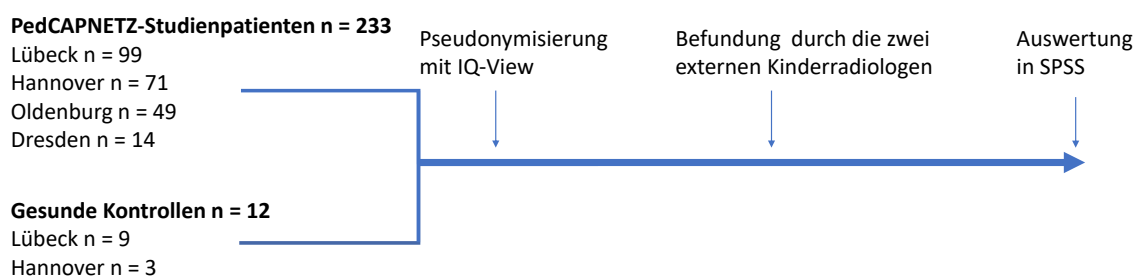 PedCAPNETZ-Studienpatienten n = 233
Lübeck n = 99
Hannover n = 71
Oldenburg n = 49
Dresden n = 14
Gesunde Kontrollen n = 12
Lübeck n = 9
Hannover n = 3
Pseudonymisierung
mit IQ-View
Befundung durch die zwei
externen Kinderradiologen
Auswertung
in SPSS